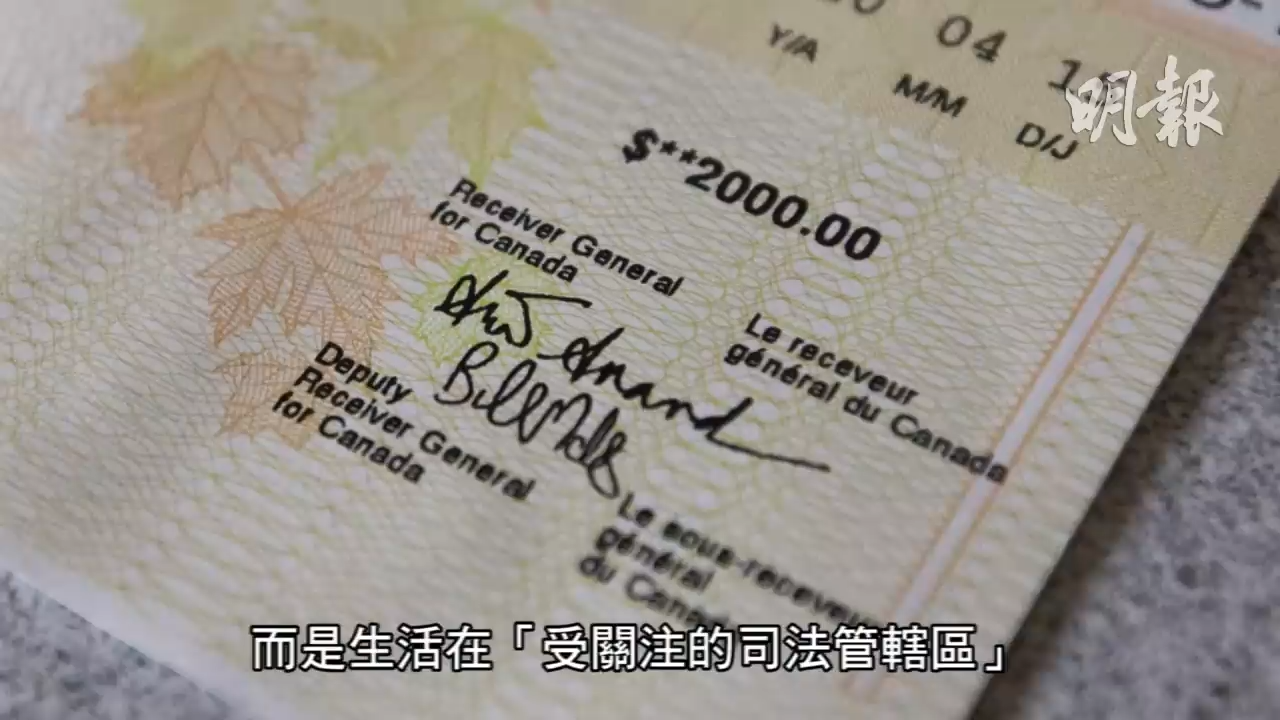 04
明報
Y/A M/M D/J
$**2000.00
Receiver General
for Canada
Le receveur
général du Canada
Deputy
Receiver General
for Canada
Le sous-receveur
général
du Canada
而是生活在「受關注的司法管轄區」